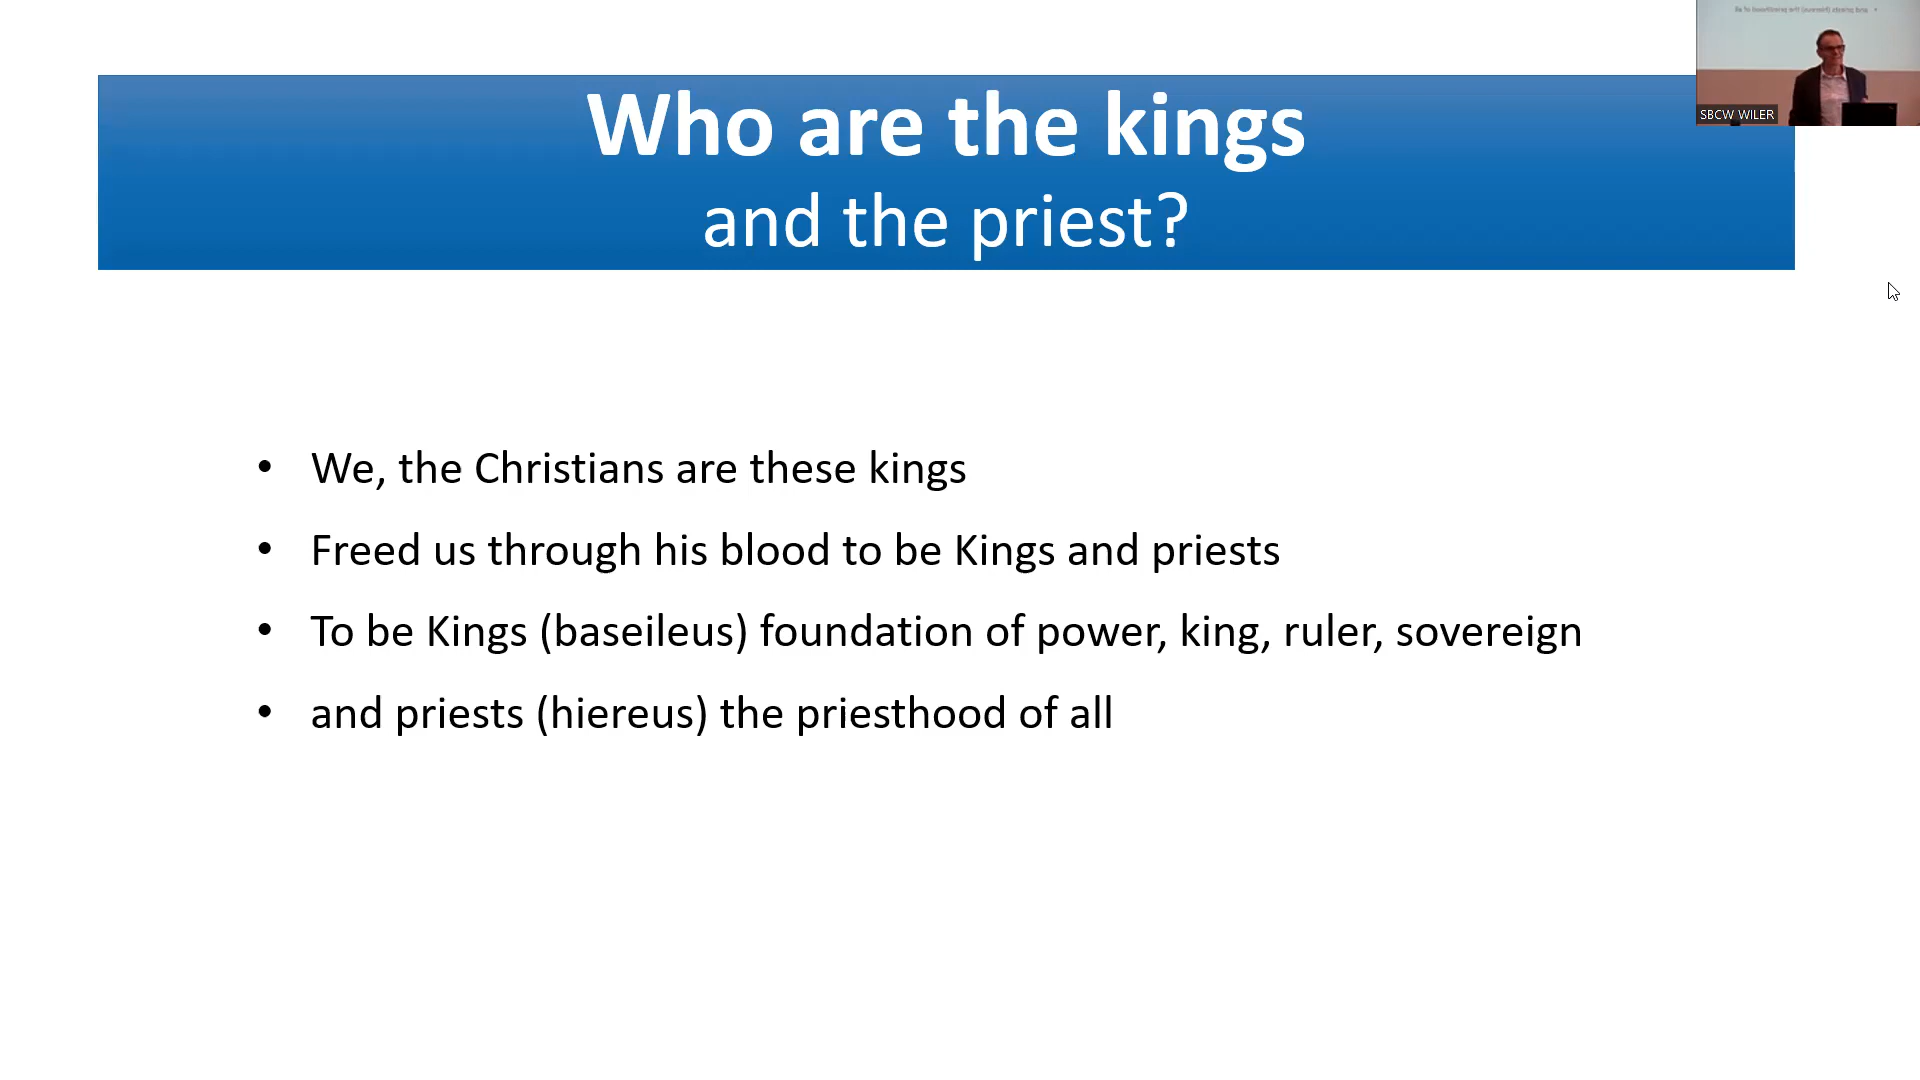 Who are the kings
and the priest?
SBCW WILER
• We, the Christians are these kings
• Freed us through his blood to be Kings and priests
• To be Kings (baseileus) foundation of power, king, ruler, sovereign
• and priests (hiereus) the priesthood of all